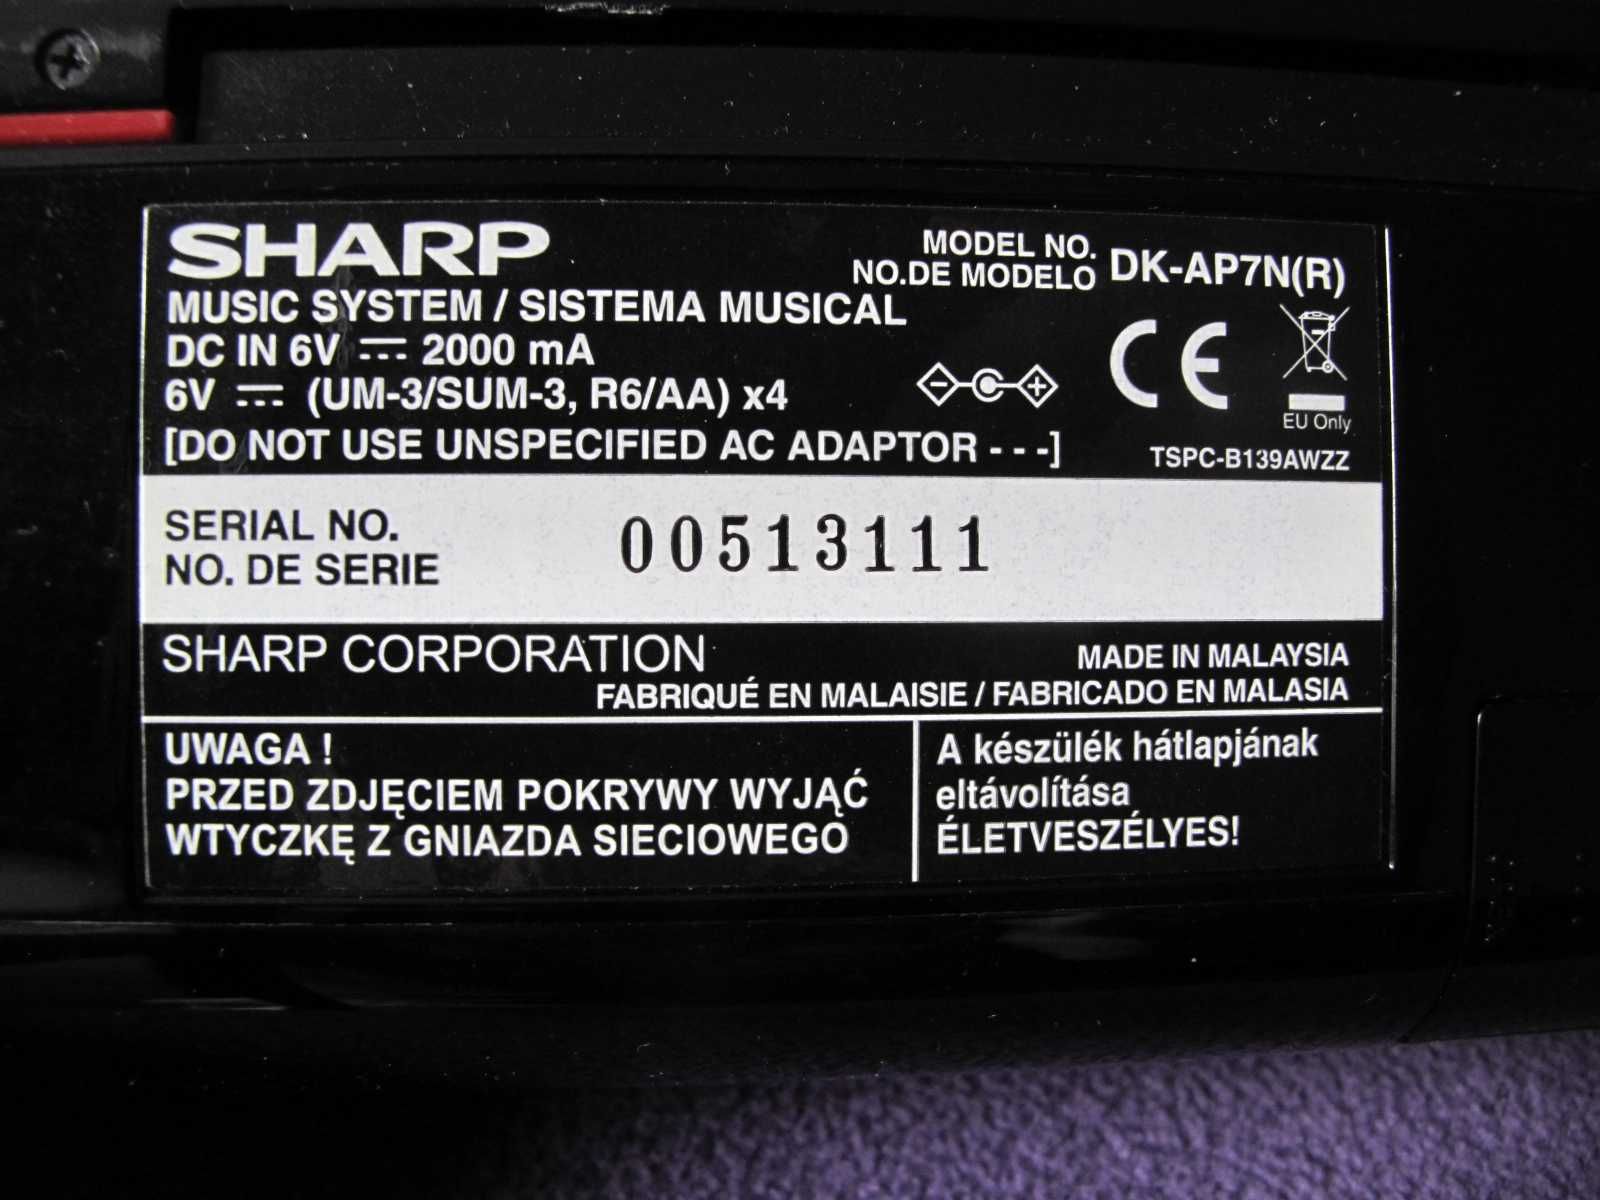 SHARP
MODEL NO.
NO.DE MODELO DK-AP7N(R)
MUSIC SYSTEM / SISTEMA MUSICAL
DC IN 6V ⎓ 2000 mA
6V ⎓ (UM-3/SUM-3, R6/AA) x4
- C +
CE
EU Only
[DO NOT USE UNSPECIFIED AC ADAPTOR - - -]
TSPC-B139AWZZ
SERIAL NO.
NO. DE SERIE
00513111
SHARP CORPORATION
MADE IN MALAYSIA
FABRIQUÉ EN MALAISIE / FABRICADO EN MALASIA
UWAGA !
PRZED ZDJĘCIEM POKRYWY WYJĄĆ
WTYCZKĘ Z GNIAZDA SIECIOWEGO
A készülék hátlapjának
eltávolítása
ÉLETVESZÉLYES!